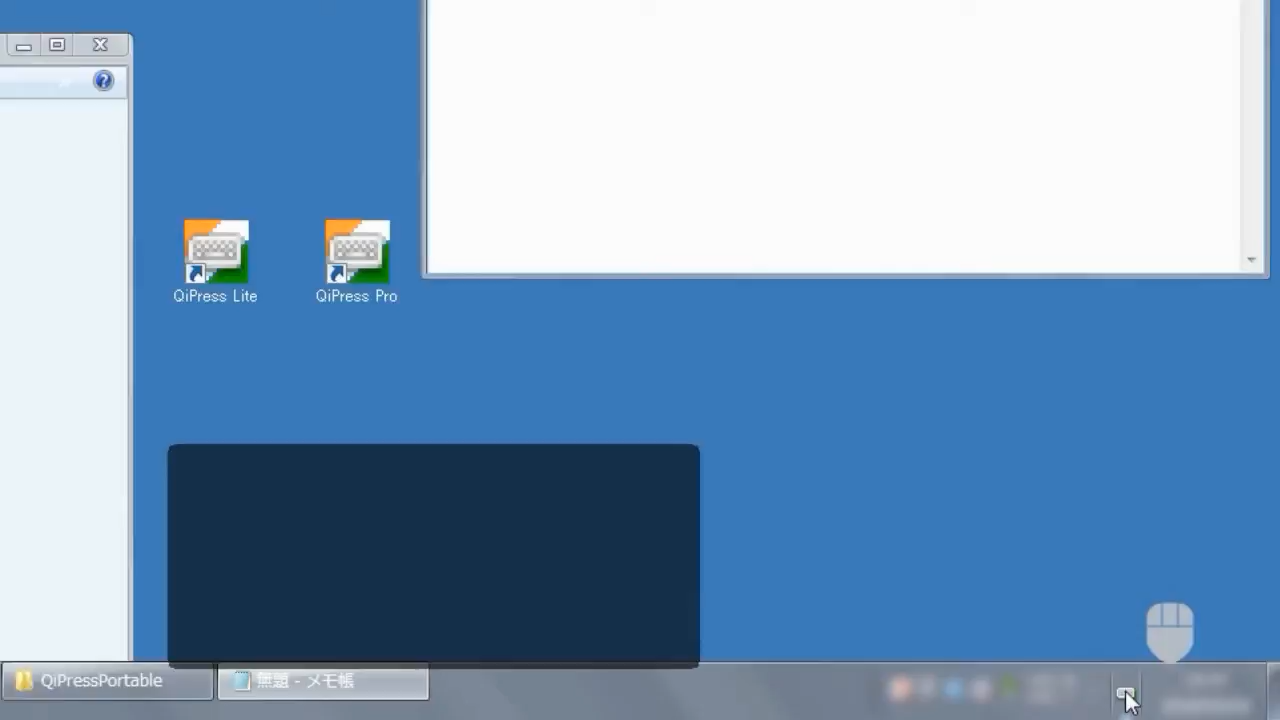 QiPress Lite
QiPress Pro
QiPressPortable
無題 - メモ帳